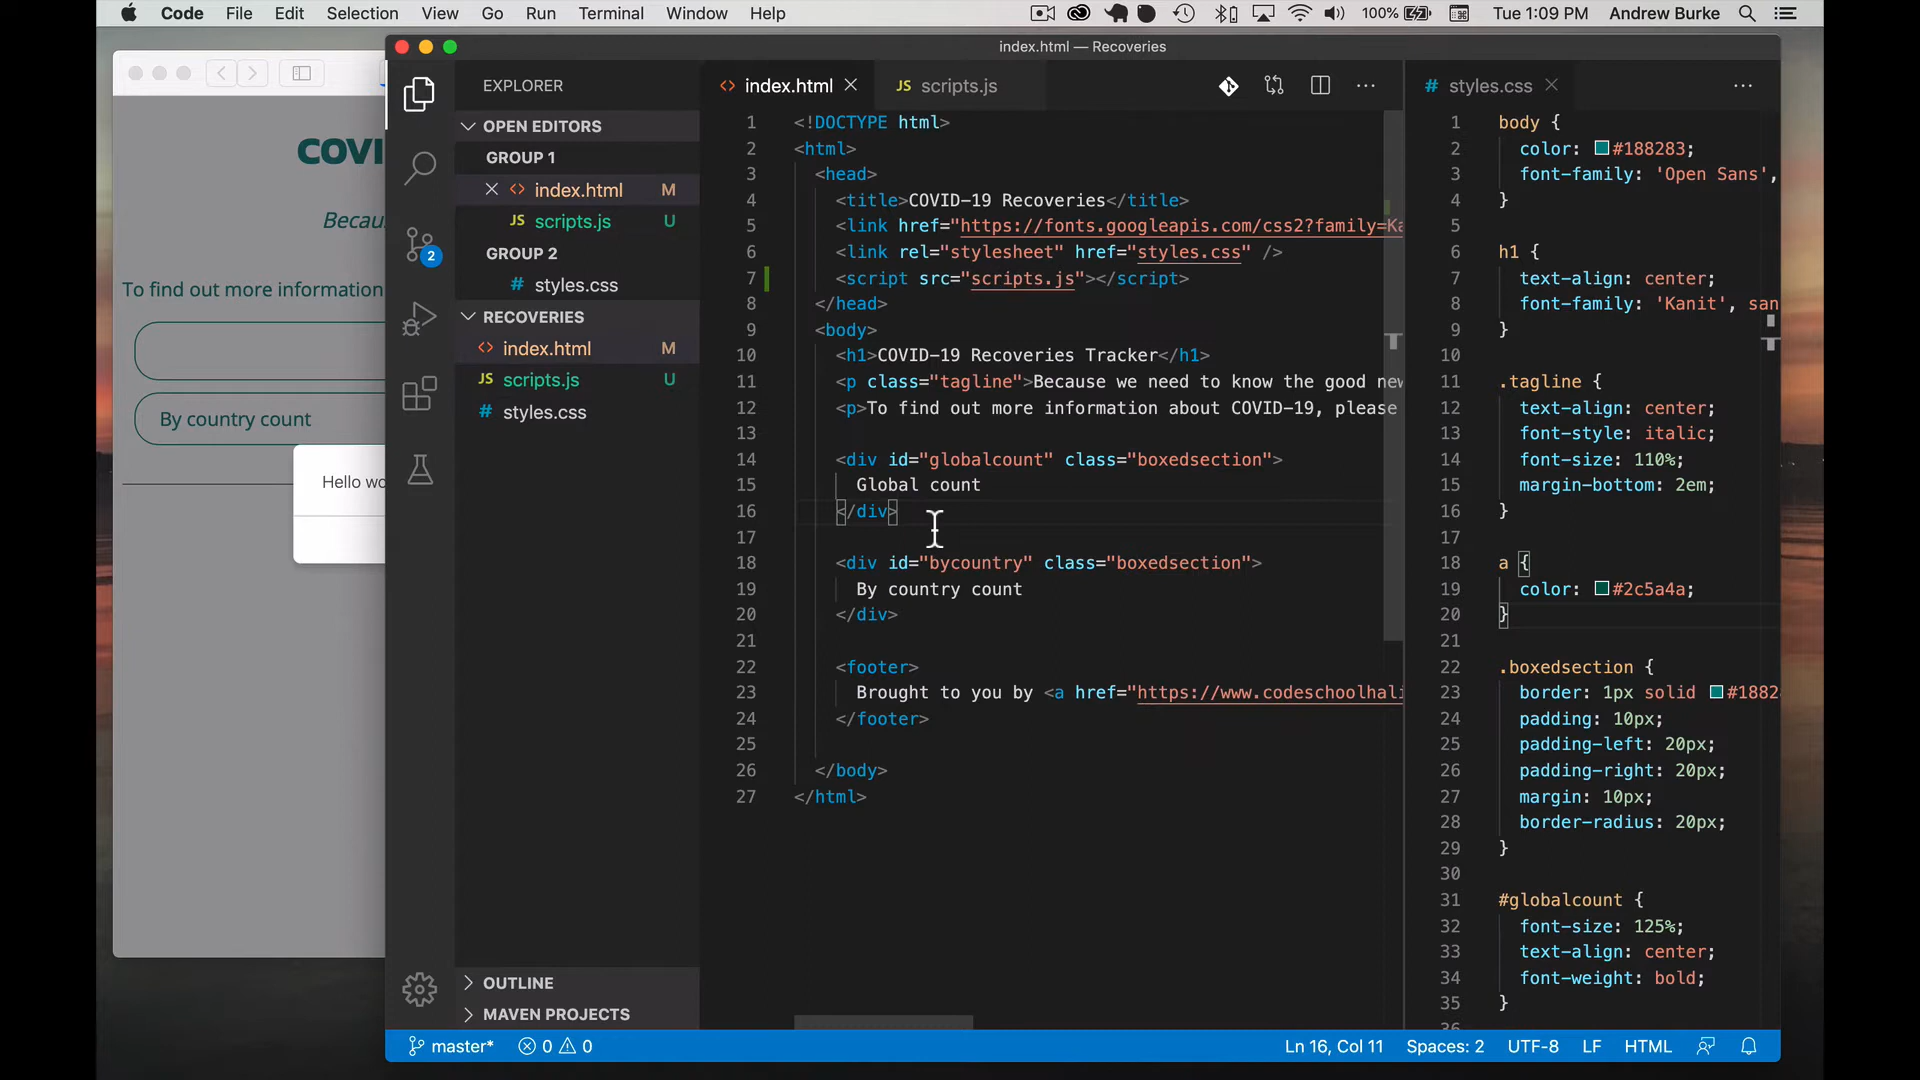 Code File Edit Selection View Go Run Terminal Window Help 100% Tue 1:09 PM Andrew Burke
index.html — Recoveries
COVI
Becaus
To find out more information
By country count
Hello wo
EXPLORER
OPEN EDITORS
GROUP 1
index.html M
JS scripts.js U
GROUP 2
# styles.css
2
RECOVERIES
index.html M
JS scripts.js U
# styles.css
OUTLINE
MAVEN PROJECTS
index.html
JS scripts.js
1 <!DOCTYPE html>
2 <html>
3 <head>
4 <title>COVID-19 Recoveries</title>
5 <link href="https://fonts.googleapis.com/css2?family=Ka
6 <link rel="stylesheet" href="styles.css" />
7 <script src="scripts.js"></script>
8 </head>
9 <body>
10 <h1>COVID-19 Recoveries Tracker</h1>
11 <p class="tagline">Because we need to know the good new
12 <p>To find out more information about COVID-19, please
13
14 <div id="globalcount" class="boxedsection">
15 Global count
16 </div>
17
18 <div id="bycountry" class="boxedsection">
19 By country count
20 </div>
21
22 <footer>
23 Brought to you by <a href="https://www.codeschoolhali
24 </footer>
25
26 </body>
27 </html>
# styles.css
1 body {
2 color: #188283;
3 font-family: 'Open Sans',
4 }
5
6 h1 {
7 text-align: center;
8 font-family: 'Kanit', san
9 }
10
11 .tagline {
12 text-align: center;
13 font-style: italic;
14 font-size: 110%;
15 margin-bottom: 2em;
16 }
17
18 a {
19 color: #2c5a4a;
20 }
21
22 .boxedsection {
23 border: 1px solid #1882
24 padding: 10px;
25 padding-left: 20px;
26 padding-right: 20px;
27 margin: 10px;
28 border-radius: 20px;
29 }
30
31 #globalcount {
32 font-size: 125%;
33 text-align: center;
34 font-weight: bold;
35 }
master* 0 0 Ln 16, Col 11 Spaces: 2 UTF-8 LF HTML